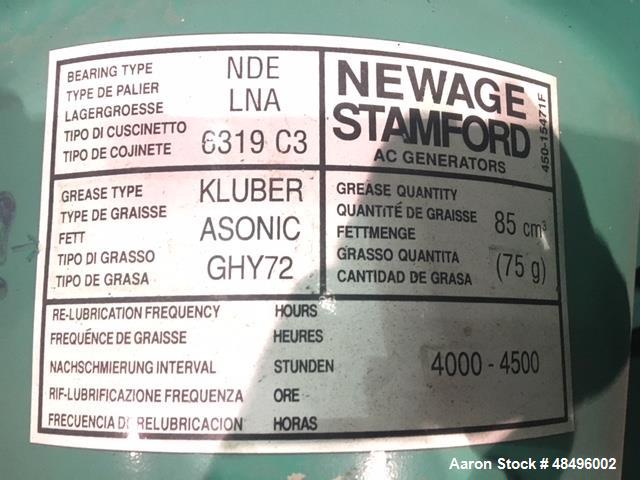 BEARING TYPE
TYPE DE PALIER
LAGERGROESSE
TIPO DI CUSCINETTO
TIPO DE COJINETE
NDE
LNA
6319 C3
NEWAGE
STAMFORD
AC GENERATORS
450-15471F
GREASE TYPE
TYPE DE GRAISSE
FETT
TIPO DI GRASSO
TIPO DE GRASA
KLUBER
ASONIC
GHY72
GREASE QUANTITY
QUANTITÉ DE GRAISSE
FETTMENGE
GRASSO QUANTITA
CANTIDAD DE GRASA
85 cm³
(75 g)
RE-LUBRICATION FREQUENCY HOURS
FREQUÉNCE DE GRAISSE HEURES
NACHSCHMIERING INTERVAL STUNDEN
RIF-LUBRIFICAZIONE FREQUENZA ORE
FRECUENCIA DE RELUBRICACION HORAS
4000 - 4500
Aaron Stock # 48496002